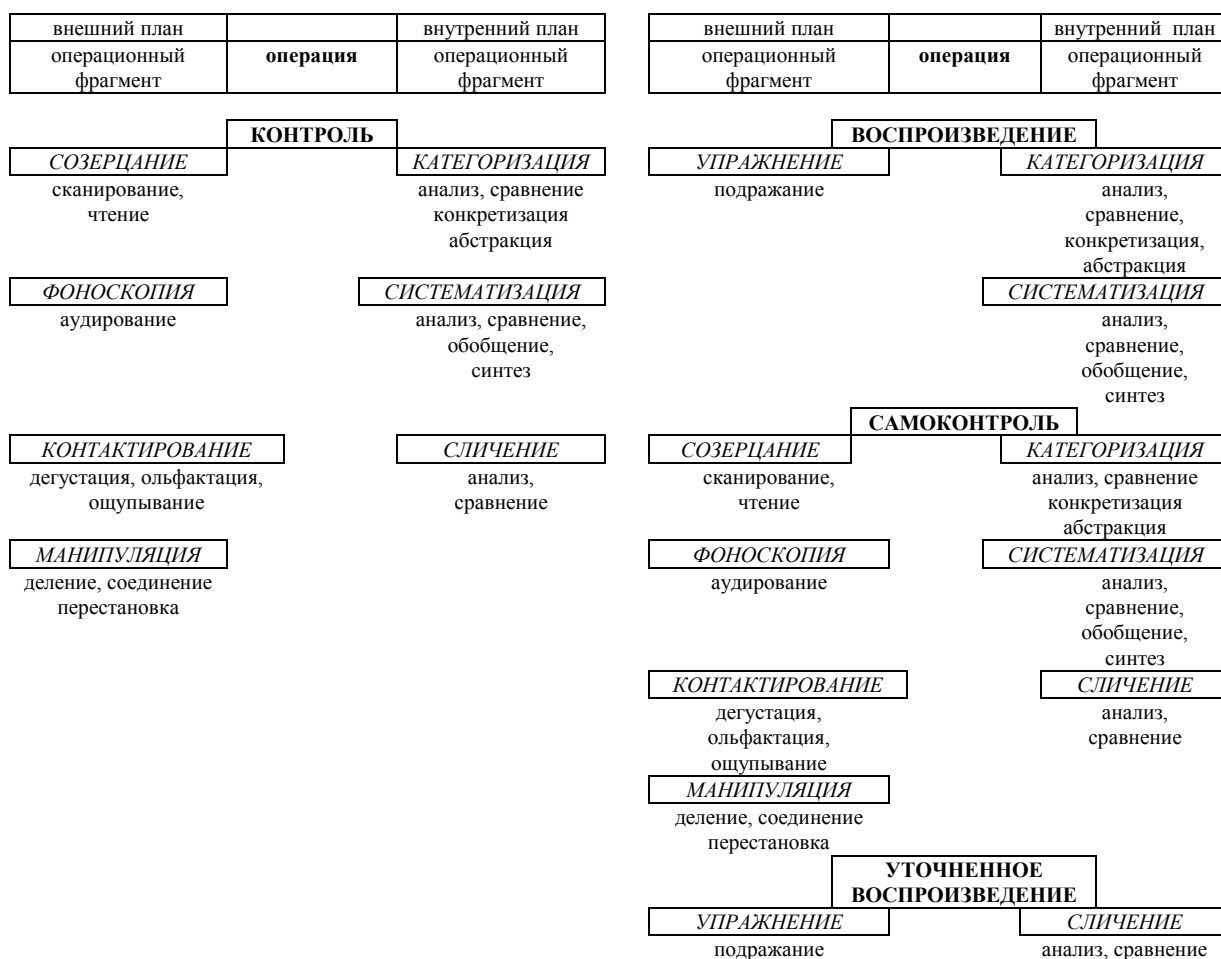 внешний план внутренний план
операционный операция операционный
фрагмент фрагмент
КОНТРОЛЬ
СОЗЕРЦАНИЕ КАТЕГОРИЗАЦИЯ
сканирование, анализ, сравнение
чтение конкретизация
абстракция
ФОНОСКОПИЯ СИСТЕМАТИЗАЦИЯ
аудирование анализ, сравнение,
обобщение,
синтез
КОНТАКТИРОВАНИЕ СЛИЧЕНИЕ
дегустация, ольфактация, анализ,
ощупывание сравнение
МАНИПУЛЯЦИЯ
деление, соединение
перестановка
внешний план внутренний план
операционный операция операционный
фрагмент фрагмент
ВОСПРОИЗВЕДЕНИЕ
УПРАЖНЕНИЕ КАТЕГОРИЗАЦИЯ
подражание анализ,
сравнение,
конкретизация,
абстракция
СИСТЕМАТИЗАЦИЯ
анализ,
сравнение,
обобщение,
синтез
САМОКОНТРОЛЬ
СОЗЕРЦАНИЕ КАТЕГОРИЗАЦИЯ
сканирование, анализ, сравнение
чтение конкретизация
абстракция
ФОНОСКОПИЯ СИСТЕМАТИЗАЦИЯ
аудирование анализ,
сравнение,
обобщение,
синтез
КОНТАКТИРОВАНИЕ СЛИЧЕНИЕ
дегустация, анализ,
ольфактация, сравнение
ощупывание
МАНИПУЛЯЦИЯ
деление, соединение
перестановка
УТОЧНЕННОЕ
ВОСПРОИЗВЕДЕНИЕ
УПРАЖНЕНИЕ СЛИЧЕНИЕ
подражание анализ, сравнение